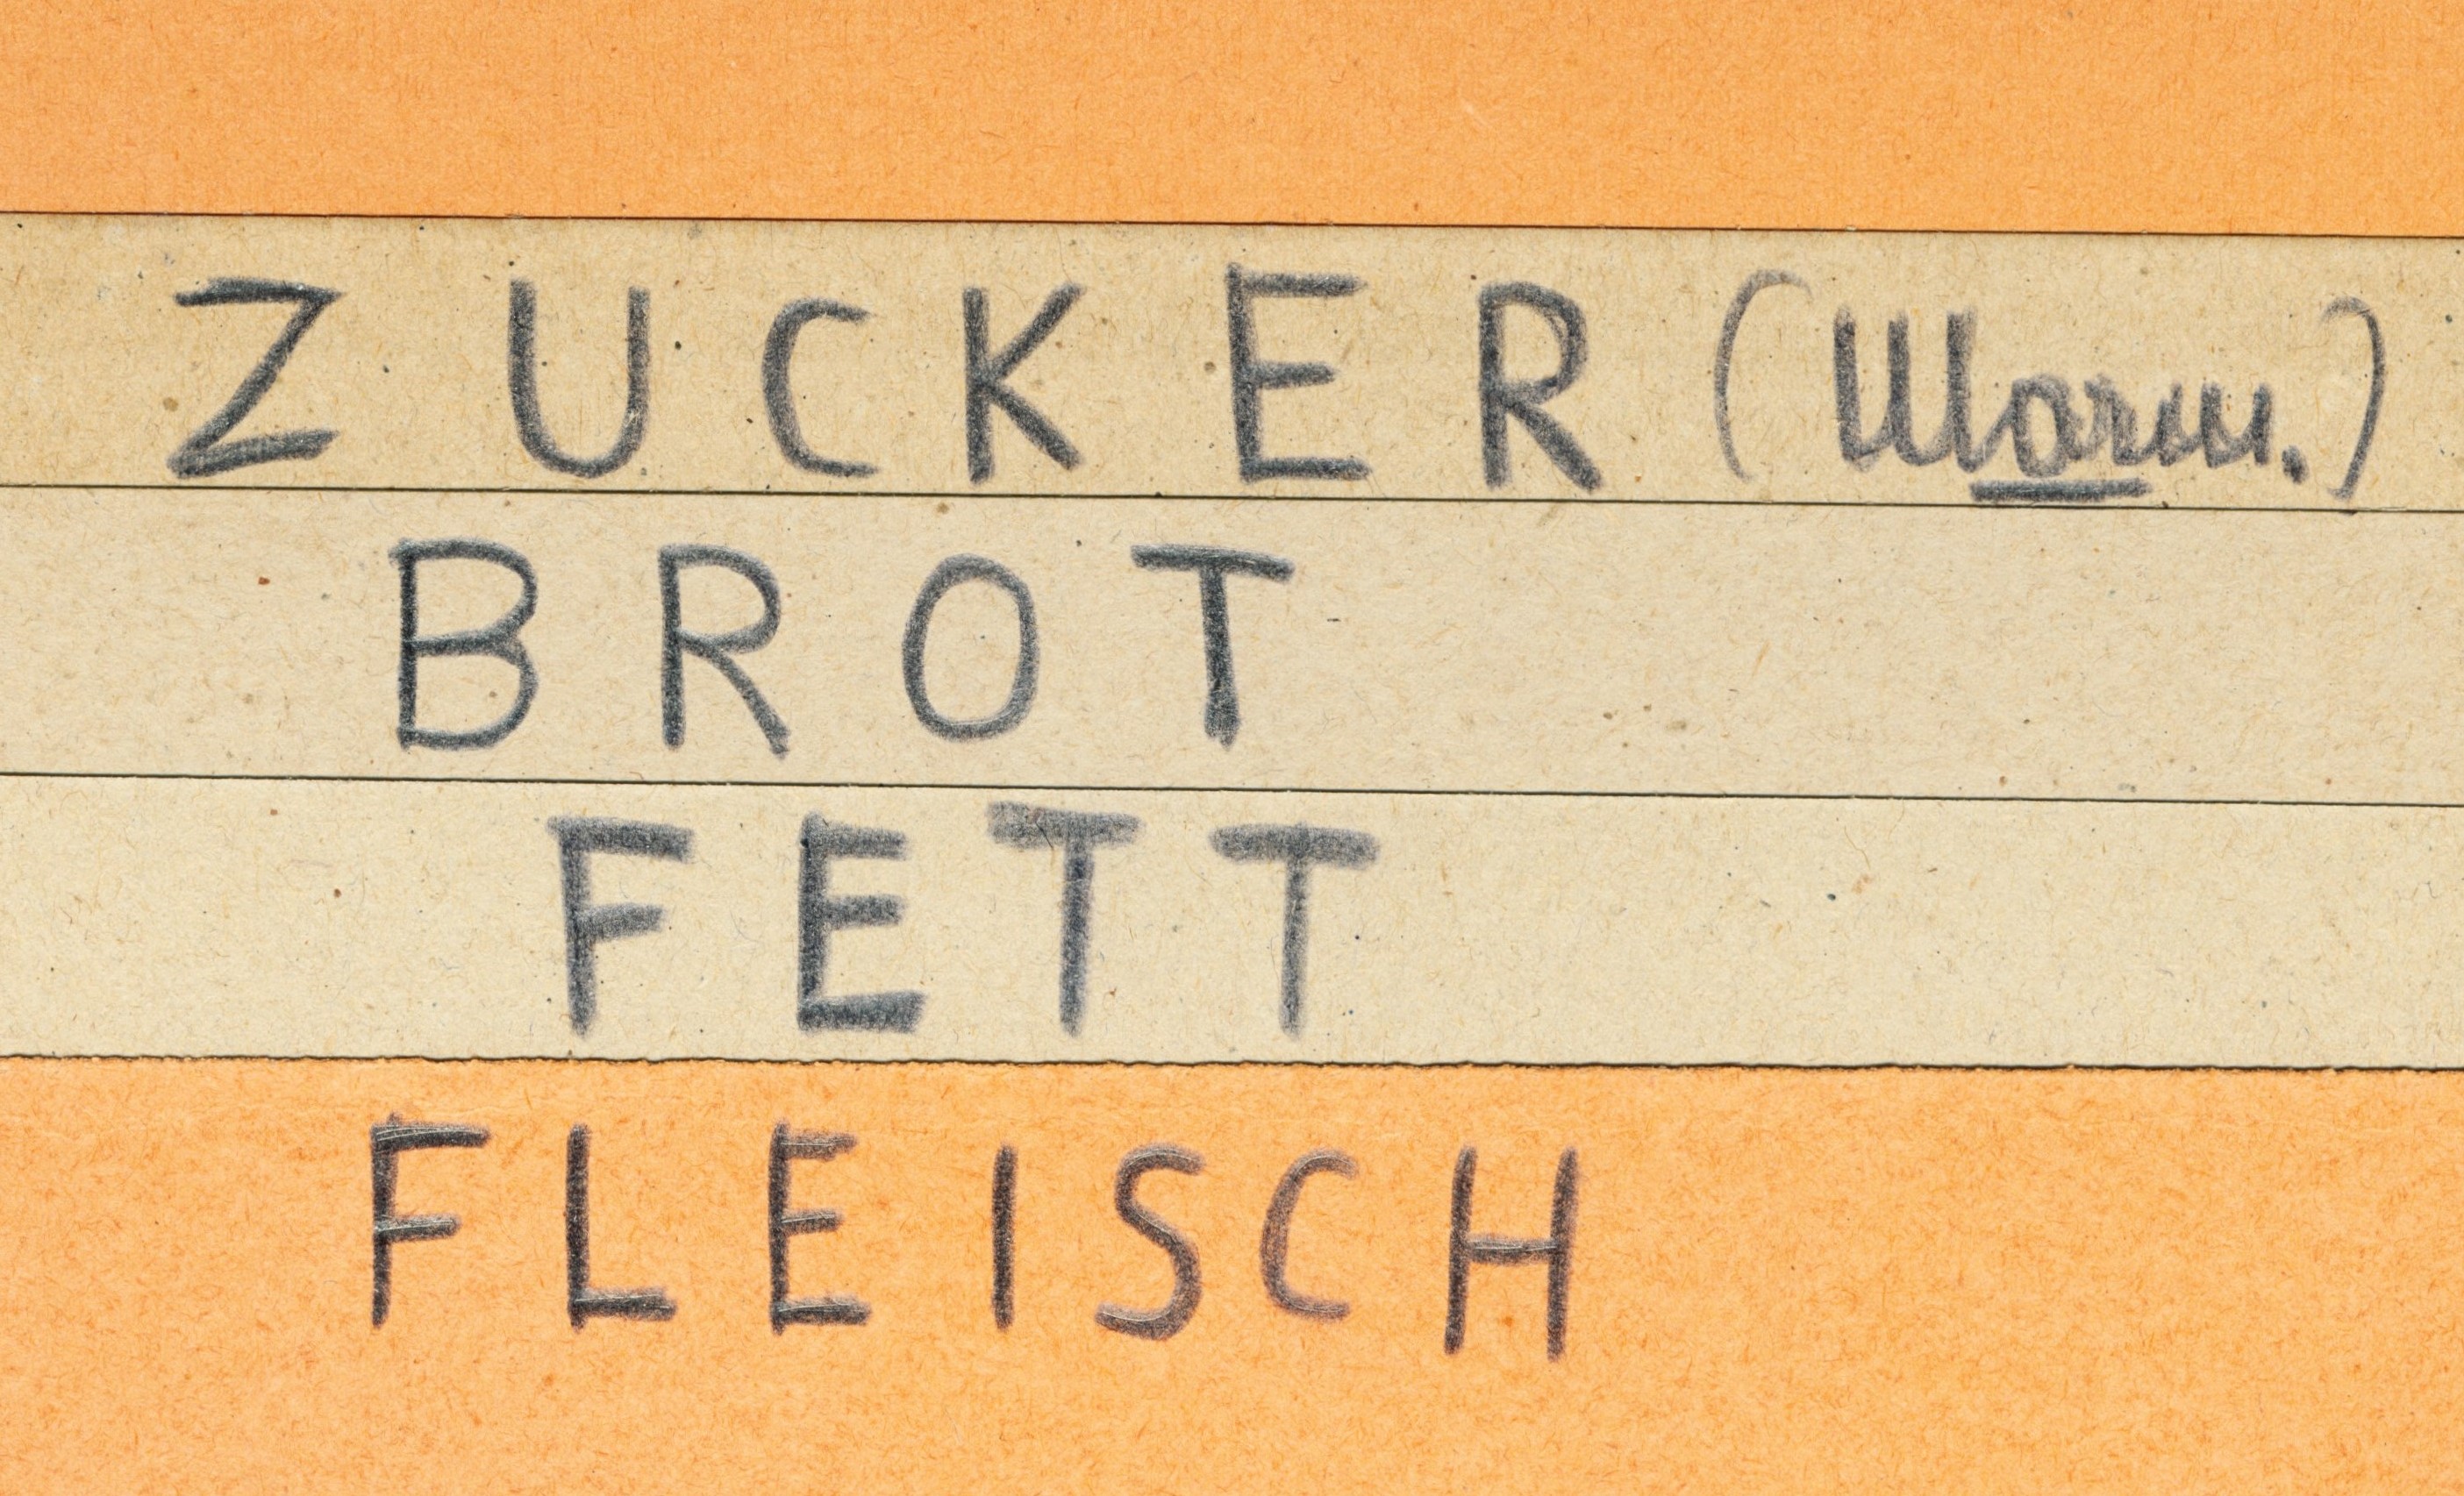 ZUCKER (Marm.)
BROT
FETT
FLEISCH